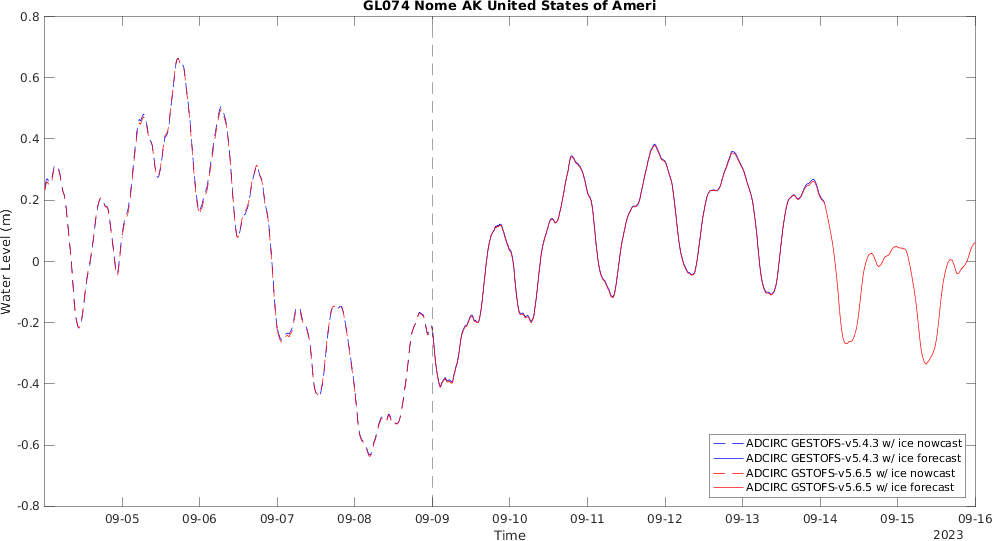 GL074 Nome AK United States of Ameri
0.8
0.6
0.4
0.2
0
-0.2
-0.4
-0.6
-0.8
Water Level (m)
ADCIRC GESTOFS-v5.4.3 w/ ice nowcast
ADCIRC GESTOFS-v5.4.3 w/ ice forecast
ADCIRC GSTOFS-v5.6.5 w/ ice nowcast
ADCIRC GSTOFS-v5.6.5 w/ ice forecast
09-05 09-06 09-07 09-08 09-09 09-10 09-11 09-12 09-13 09-14 09-15 09-16
Time
2023